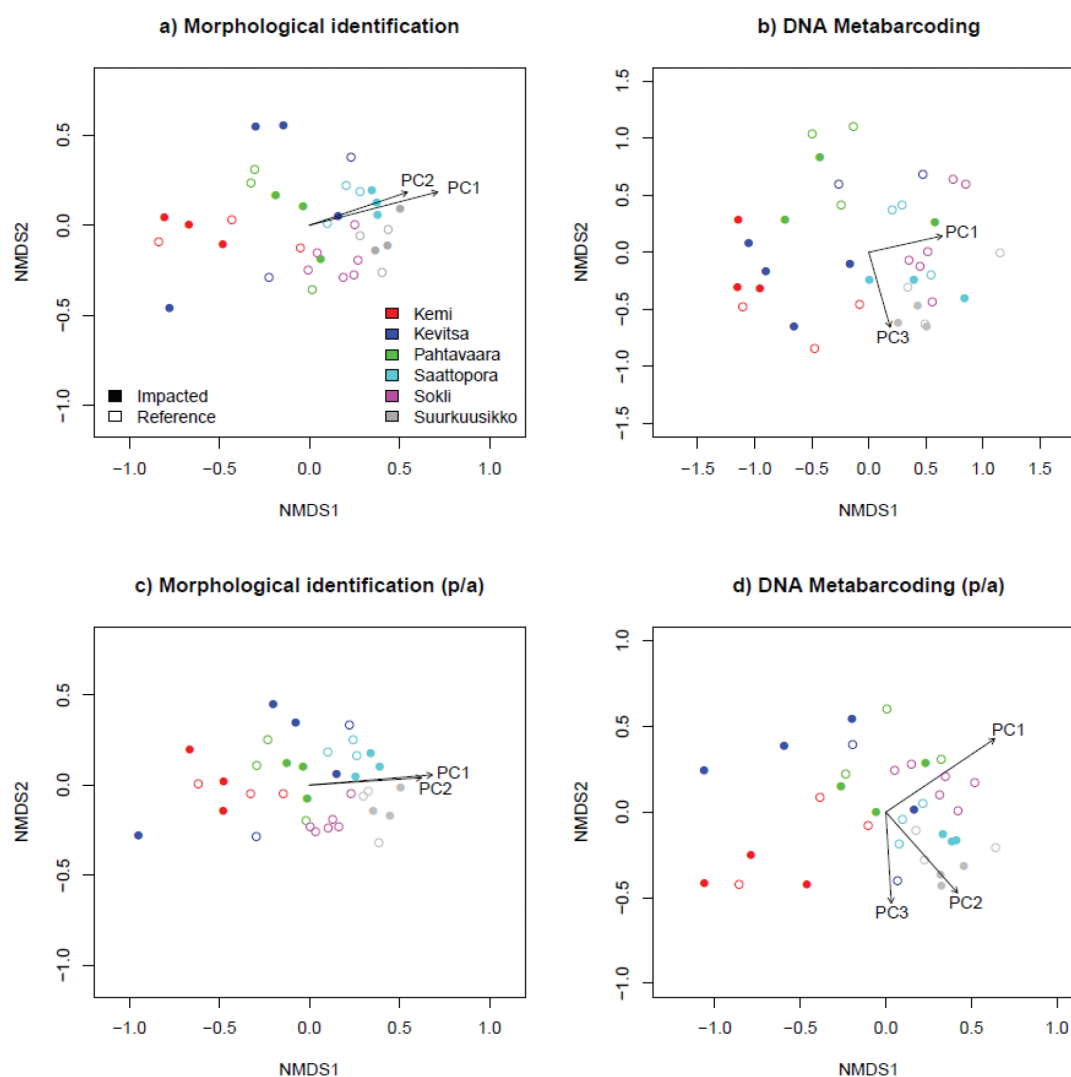 a) Morphological identification
NMDS2
0.5
0.0
−0.5
−1.0
PC2
PC1
Kemi
Kevitsa
Pahtavaara
Saattopora
Sokli
Suurkuusikko
Impacted
Reference
−1.0
−0.5
0.0
0.5
1.0
NMDS1
b) DNA Metabarcoding
NMDS2
1.5
1.0
0.5
0.0
−0.5
−1.0
−1.5
PC1
PC3
−1.5
−1.0
−0.5
0.0
0.5
1.0
1.5
NMDS1
c) Morphological identification (p/a)
NMDS2
0.5
0.0
−0.5
−1.0
PC1
PC2
−1.0
−0.5
0.0
0.5
1.0
NMDS1
d) DNA Metabarcoding (p/a)
NMDS2
1.0
0.5
0.0
−0.5
−1.0
PC1
PC3
PC2
−1.0
−0.5
0.0
0.5
1.0
NMDS1